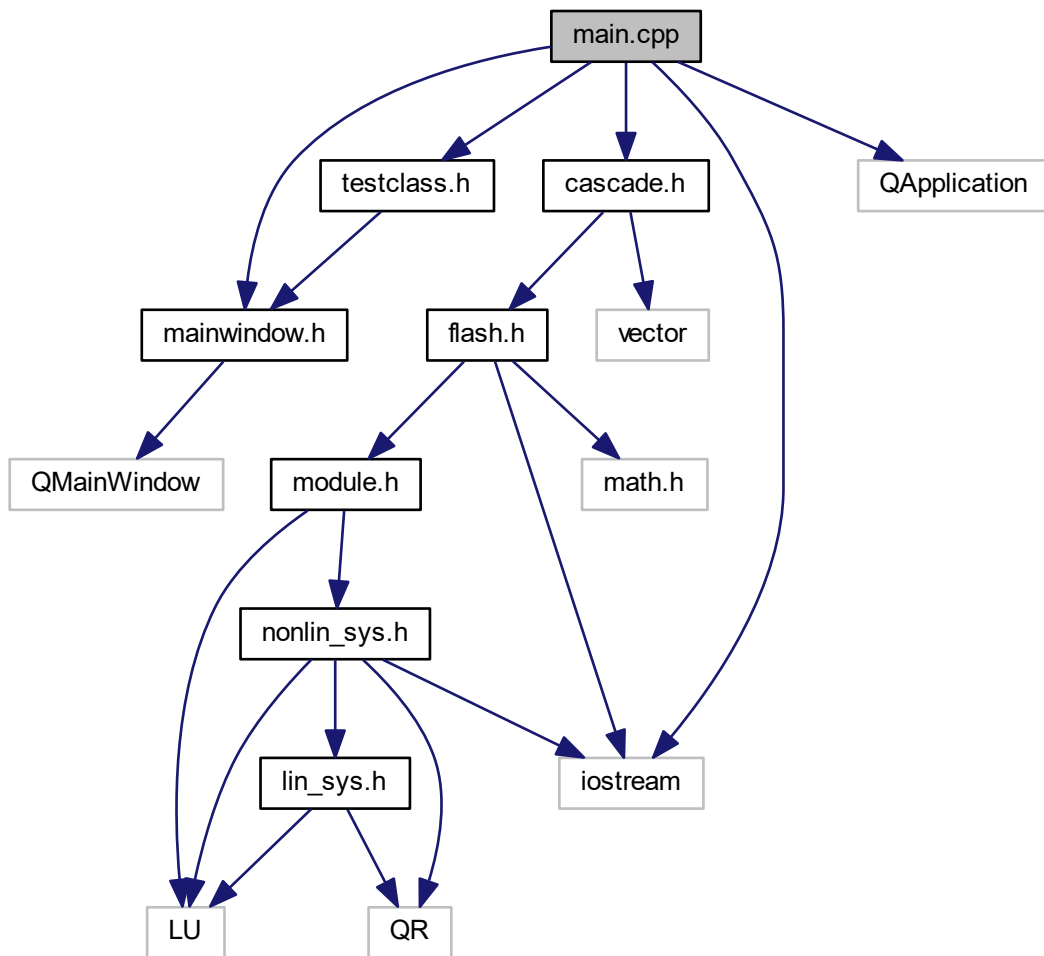 main.cpp
testclass.h
cascade.h
QApplication
mainwindow.h
flash.h
vector
QMainWindow
module.h
math.h
nonlin_sys.h
lin_sys.h
iostream
LU
QR